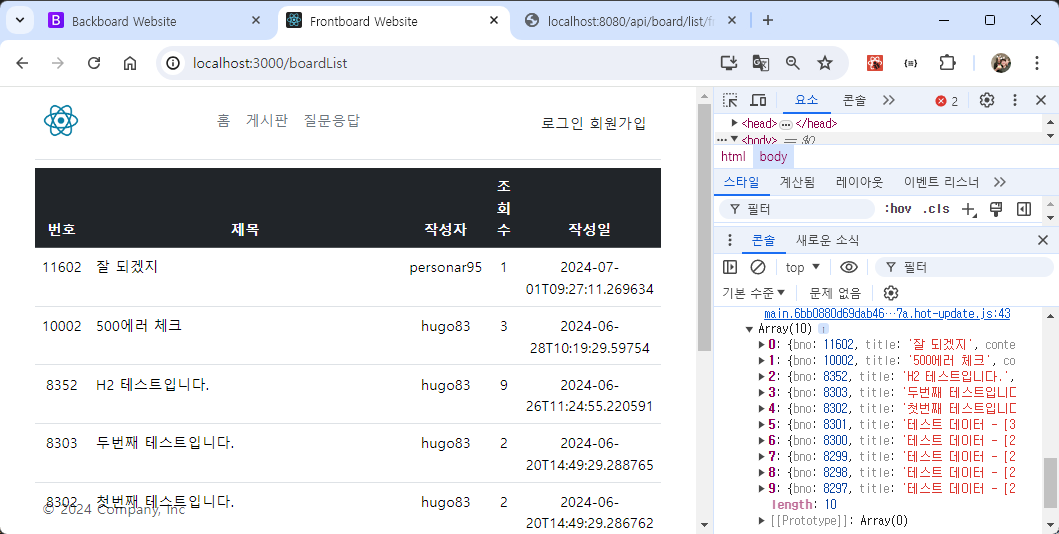 Backboard Website
Frontboard Website
localhost:8080/api/board/list/f
localhost:3000/boardList
홈 게시판 질문응답
로그인 회원가입
번호 제목 작성자 조회수 작성일
11602 잘 되겠지 personar95 1 2024-07-
01T09:27:11.269634
10002 500에러 체크 hugo83 3 2024-06-
28T10:19:29.59754
8352 H2 테스트입니다. hugo83 9 2024-06-
26T11:24:55.220591
8303 두번째 테스트입니다. hugo83 2 2024-06-
20T14:49:29.288765
8302 첫번째 테스트입니다. hugo83 2 2024-06-
20T14:49:29.286762
© 2024 Company, Inc
요소 콘솔 2
<head> … </head>
… <body> == $0
html body
스타일 계산됨 레이아웃 이벤트 리스너
필터 :hov .cls
콘솔 새로운 소식
top 필터
기본 수준 문제 없음
main.6bb0880d69dab46…7a.hot-update.js:43
Array(10) i
0: {bno: 11602, title: '잘 되겠지', conte
1: {bno: 10002, title: '500에러 체크', co
2: {bno: 8352, title: 'H2 테스트입니다.',
3: {bno: 8303, title: '두번째 테스트입니다
4: {bno: 8302, title: '첫번째 테스트입니다
5: {bno: 8301, title: '테스트 데이터 - [3
6: {bno: 8300, title: '테스트 데이터 - [2
7: {bno: 8299, title: '테스트 데이터 - [2
8: {bno: 8298, title: '테스트 데이터 - [2
9: {bno: 8297, title: '테스트 데이터 - [2
length: 10
[[Prototype]]: Array(0)